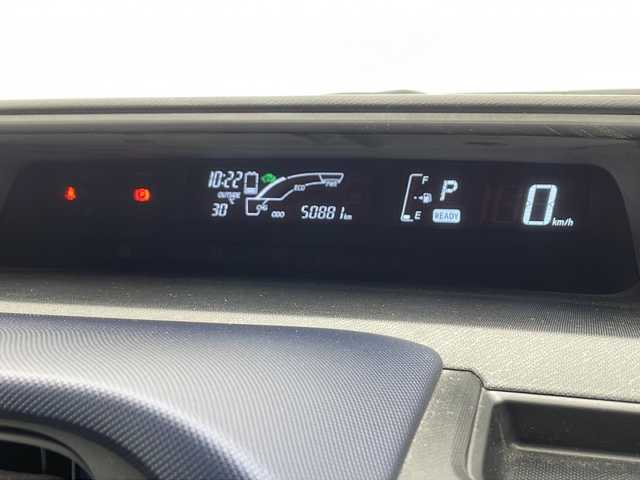 10:22
OUTSIDE
30 °C
ECO PWR
CHG
ODO 50881 km
F
E
P
READY
0 km/h